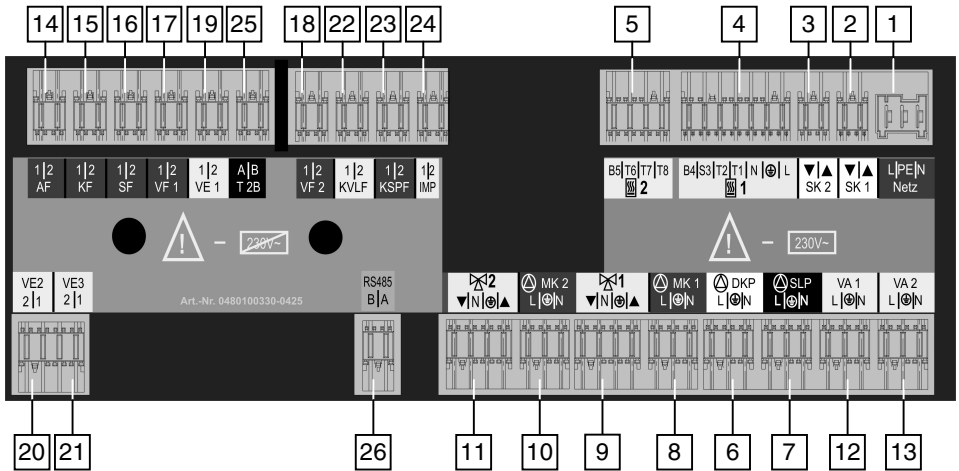 14 15 16 17 19 25 18 22 23 24 5 4 3 2 1
1|2 1|2 1|2 1|2 1|2 A|B 1|2 1|2 1|2 1|2 B5|T6|T7|T8 B4|S3|T2|T1|N|⏚|L ▼|▲ ▼|▲ L|PE|N
AF KF SF VF 1 VE 1 T 2B VF 2 KVLF KSPF IMP 2 1 SK 2 SK 1 Netz
! – 230V~ ! – 230V~
VE2 VE3 RS485 2 MK 2 1 MK 1 DKP SLP VA 1 VA 2
2|1 2|1 B|A ▼|N|⏚|▲ L|⏚|N ▼|N|⏚|▲ L|⏚|N L|⏚|N L|⏚|N L|⏚|N L|⏚|N
Art.-Nr. 0480100330-0425
20 21 26 11 10 9 8 6 7 12 13